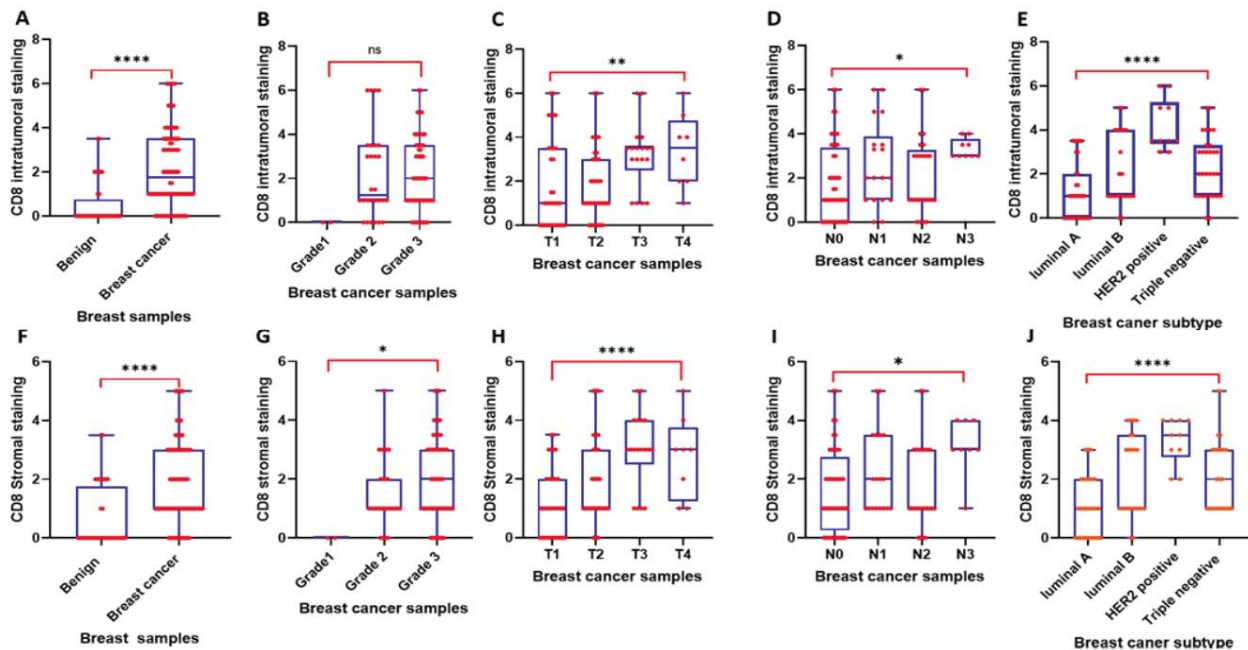 A
CD8 intratumoral staining
8
6
4
2
0
****
Benign
Breast cancer
Breast samples
B
CD8 intratumoral staining
8
6
4
2
0
ns
Grade1
Grade 2
Grade 3
Breast cancer samples
C
CD8 intratumoral staining
8
6
4
2
0
**
T1 T2 T3 T4
Breast cancer samples
D
CD8 intratumoral staining
8
6
4
2
0
*
N0 N1 N2 N3
Breast cancer samples
E
CD8 intratumoral staining
8
6
4
2
0
****
luminal A
luminal B
HER2 positive
Triple negative
Breast caner subtype
F
CD8 Stromal staining
6
4
2
0
****
Benign
Breast cancer
Breast samples
G
CD8 Stromal staining
6
4
2
0
*
Grade1
Grade 2
Grade 3
Breast cancer samples
H
CD8 Stromal staining
6
4
2
0
****
T1 T2 T3 T4
Breast cancer samples
I
CD8 Stromal staining
6
4
2
0
*
N0 N1 N2 N3
Breast cancer samples
J
CD8 Stromal staining
6
4
2
0
****
luminal A
luminal B
HER2 positive
Triple negative
Breast caner subtype